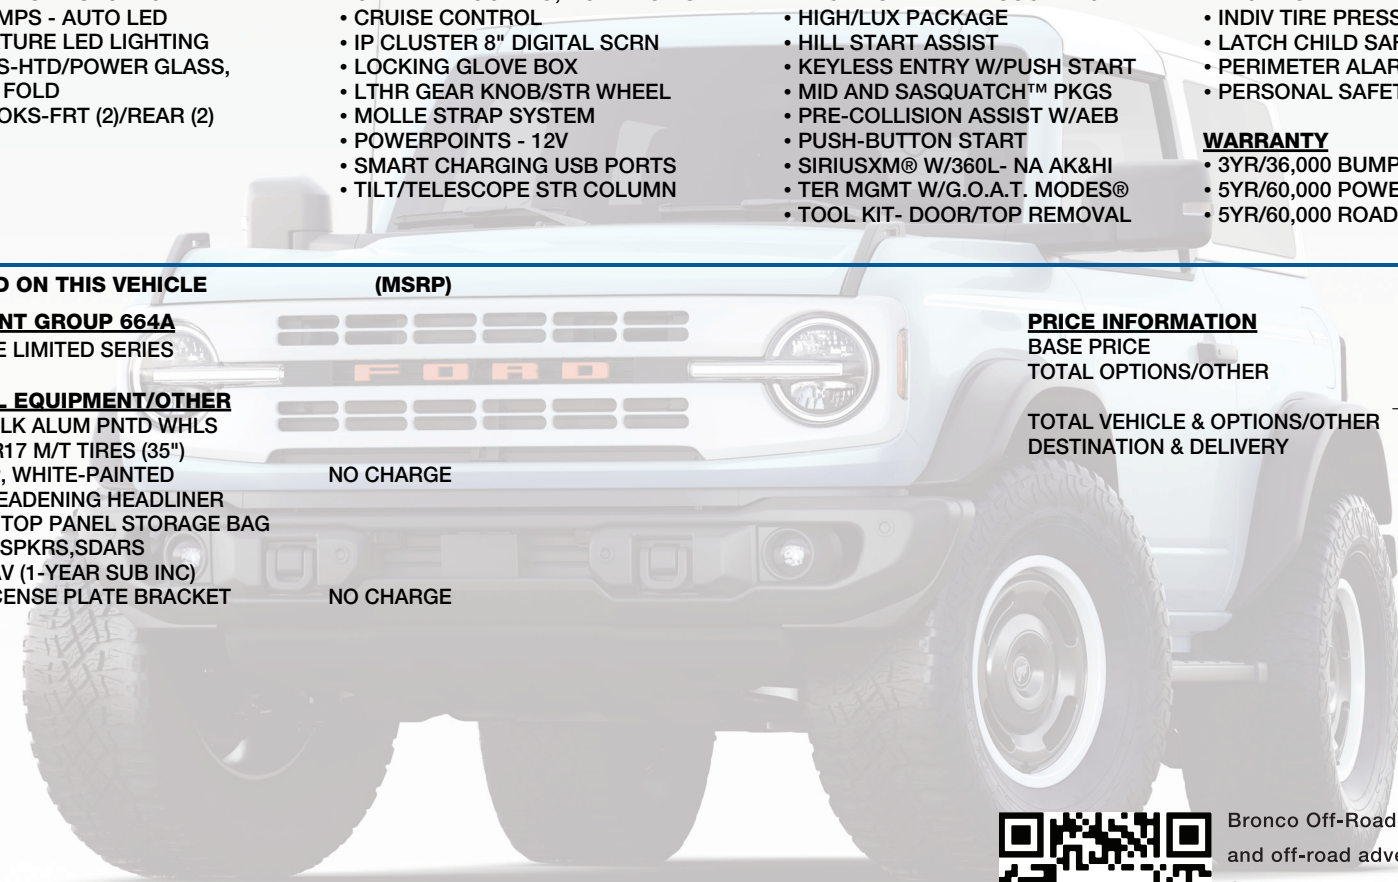 MPS - AUTO LED
TURE LED LIGHTING
S-HTD/POWER GLASS,
FOLD
OKS-FRT (2)/REAR (2)
• CRUISE CONTROL
• IP CLUSTER 8" DIGITAL SCRN
• LOCKING GLOVE BOX
• LTHR GEAR KNOB/STR WHEEL
• MOLLE STRAP SYSTEM
• POWERPOINTS - 12V
• SMART CHARGING USB PORTS
• TILT/TELESCOPE STR COLUMN
• HIGH/LUX PACKAGE
• HILL START ASSIST
• KEYLESS ENTRY W/PUSH START
• MID AND SASQUATCH™ PKGS
• PRE-COLLISION ASSIST W/AEB
• PUSH-BUTTON START
• SIRIUSXM® W/360L- NA AK&HI
• TER MGMT W/G.O.A.T. MODES®
• TOOL KIT- DOOR/TOP REMOVAL
• INDIV TIRE PRESS
• LATCH CHILD SAF
• PERIMETER ALAR
• PERSONAL SAFET
WARRANTY
• 3YR/36,000 BUMP
• 5YR/60,000 POWE
• 5YR/60,000 ROAD
D ON THIS VEHICLE (MSRP)
NT GROUP 664A
E LIMITED SERIES
L EQUIPMENT/OTHER
LK ALUM PNTD WHLS
R17 M/T TIRES (35")
, WHITE-PAINTED NO CHARGE
EADENING HEADLINER
TOP PANEL STORAGE BAG
SPKRS,SDARS
AV (1-YEAR SUB INC)
CENSE PLATE BRACKET NO CHARGE
PRICE INFORMATION
BASE PRICE
TOTAL OPTIONS/OTHER
TOTAL VEHICLE & OPTIONS/OTHER
DESTINATION & DELIVERY
FORD
Bronco Off-Road
and off-road adve